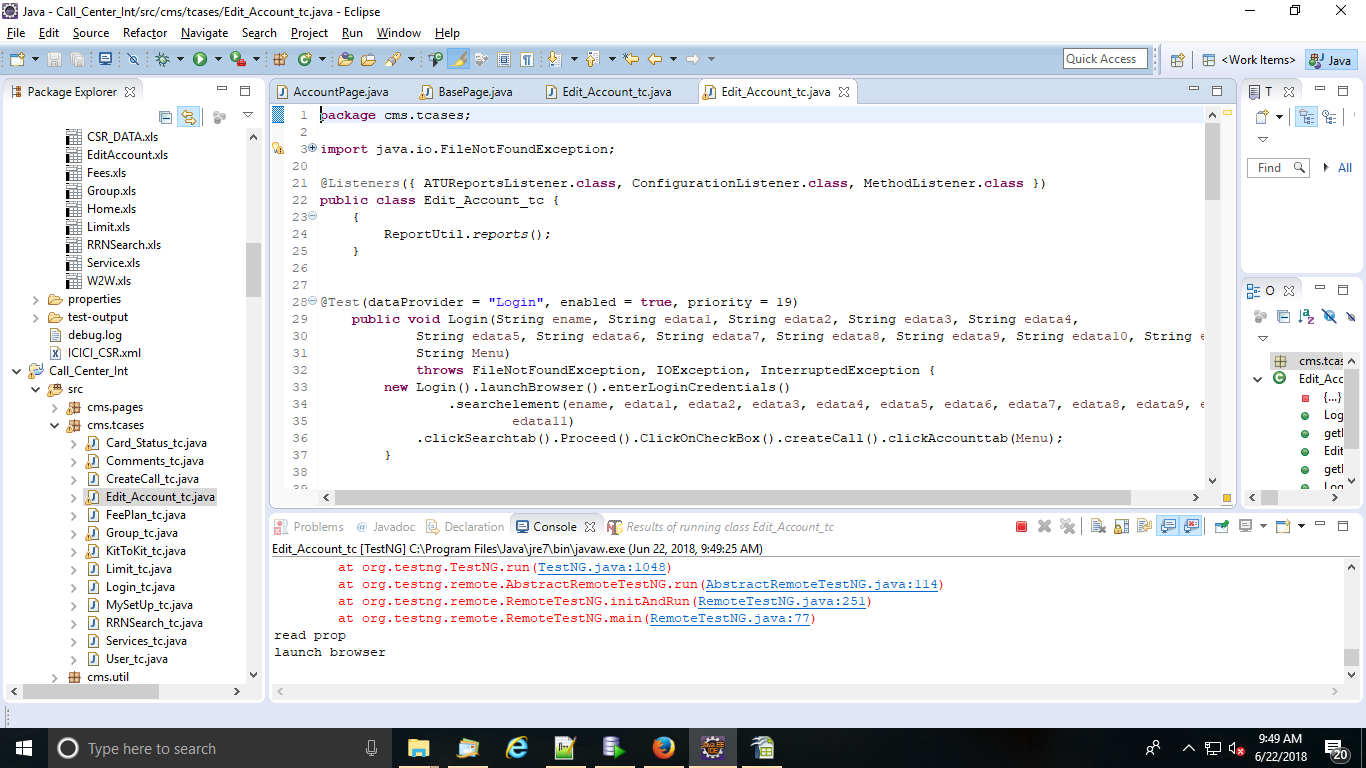 Java - Call_Center_Int/src/cms/tcases/Edit_Account_tc.java - Eclipse
File Edit Source Refactor Navigate Search Project Run Window Help
Quick Access
<Work Items>
Java
Package Explorer
CSR_DATA.xls
EditAccount.xls
Fees.xls
Group.xls
Home.xls
Limit.xls
RRNSearch.xls
Service.xls
W2W.xls
properties
test-output
debug.log
ICICI_CSR.xml
Call_Center_Int
src
cms.pages
cms.tcases
Card_Status_tc.java
Comments_tc.java
CreateCall_tc.java
Edit_Account_tc.java
FeePlan_tc.java
Group_tc.java
KitToKit_tc.java
Limit_tc.java
Login_tc.java
MySetUp_tc.java
RRNSearch_tc.java
Services_tc.java
User_tc.java
cms.util
AccountPage.java BasePage.java Edit_Account_tc.java Edit_Account_tc.java
1 package cms.tcases;
2
3 import java.io.FileNotFoundException;
20
21 @Listeners({ ATUReportsListener.class, ConfigurationListener.class, MethodListener.class })
22 public class Edit_Account_tc {
23 {
24 ReportUtil.reports();
25 }
26
27
28 @Test(dataProvider = "Login", enabled = true, priority = 19)
29 public void Login(String ename, String edata1, String edata2, String edata3, String edata4,
30 String edata5, String edata6, String edata7, String edata8, String edata9, String edata10, String e
31 String Menu)
32 throws FileNotFoundException, IOException, InterruptedException {
33 new Login().launchBrowser().enterLoginCredentials()
34 .searchelement(ename, edata1, edata2, edata3, edata4, edata5, edata6, edata7, edata8, edata9, e
35 edata11)
36 .clickSearchtab().Proceed().ClickOnCheckBox().createCall().clickAccounttab(Menu);
37 }
38
39
T
Find
All
O
cms.tcase
Edit_Acc
{...}
Log
getl
Edit
getl
Log
Problems @ Javadoc Declaration Console Results of running class Edit_Account_tc
Edit_Account_tc [TestNG] C:\Program Files\Java\jre7\bin\javaw.exe (Jun 22, 2018, 9:49:25 AM)
at org.testng.TestNG.run(TestNG.java:1048)
at org.testng.remote.AbstractRemoteTestNG.run(AbstractRemoteTestNG.java:114)
at org.testng.remote.RemoteTestNG.initAndRun(RemoteTestNG.java:251)
at org.testng.remote.RemoteTestNG.main(RemoteTestNG.java:77)
read prop
launch browser
Type here to search
9:49 AM
6/22/2018
20